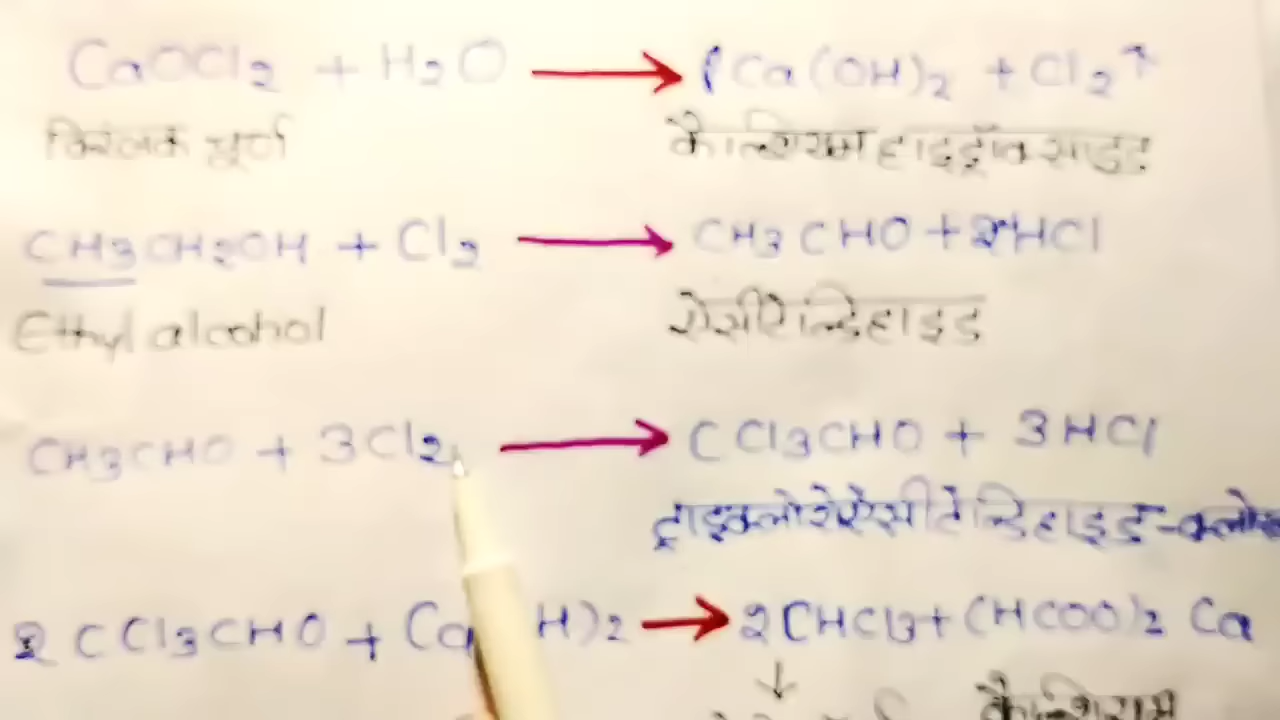 CaOCl2 + H2O → Ca(OH)2 + Cl2↑
विरंजक चूर्ण कैल्शियम हाइड्रॉक्साइड
CH3CH2OH + Cl2 → CH3CHO + 2HCl
Ethyl alcohol ऐसीटेल्डिहाइड
CH3CHO + 3Cl2 → CCl3CHO + 3HCl
ट्राइक्लोरोऐसीटेल्डिहाइड-
2CCl3CHO + Ca H)2 → 2CHCl3 + (HCOO)2 Ca
↓ कैल्शियम